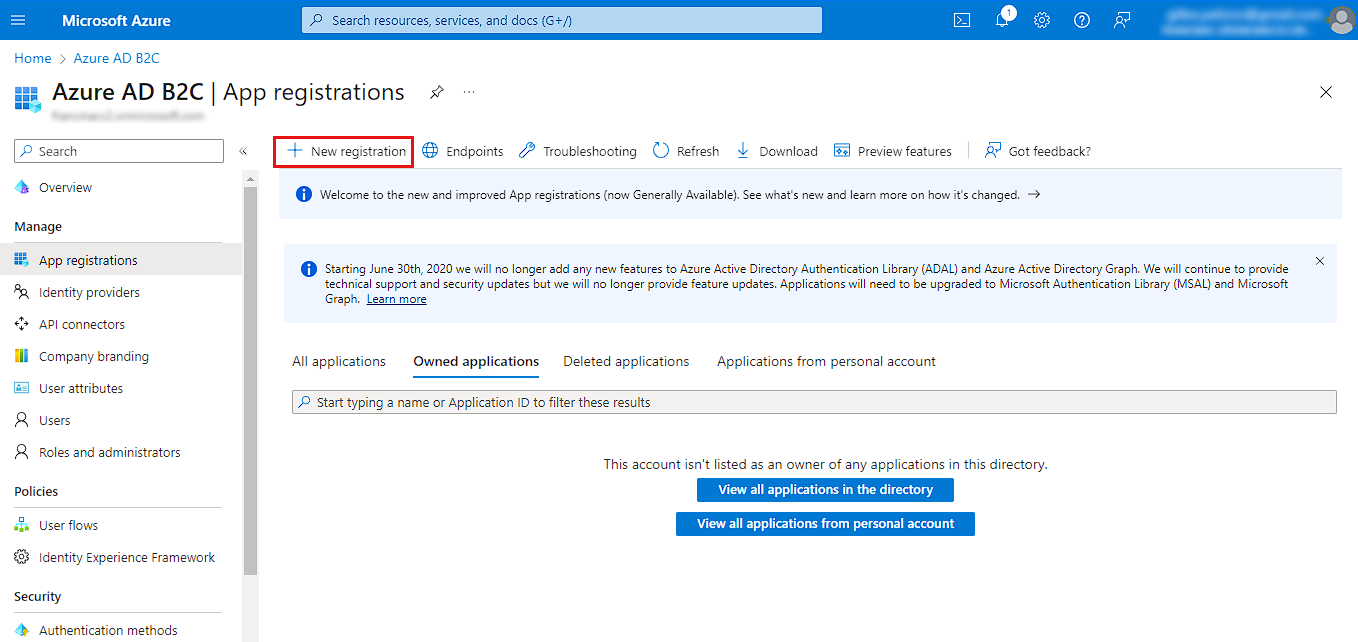 Microsoft Azure
Search resources, services, and docs (G+/)
1
Home > Azure AD B2C
Azure AD B2C | App registrations
Search
«
New registration
Endpoints
Troubleshooting
Refresh
Download
Preview features
Got feedback?
Overview
Manage
App registrations
Identity providers
API connectors
Company branding
User attributes
Users
Roles and administrators
Policies
User flows
Identity Experience Framework
Security
Authentication methods
Welcome to the new and improved App registrations (now Generally Available). See what's new and learn more on how it's changed. →
Starting June 30th, 2020 we will no longer add any new features to Azure Active Directory Authentication Library (ADAL) and Azure Active Directory Graph. We will continue to provide
technical support and security updates but we will no longer provide feature updates. Applications will need to be upgraded to Microsoft Authentication Library (MSAL) and Microsoft
Graph. Learn more
All applications
Owned applications
Deleted applications
Applications from personal account
Start typing a name or Application ID to filter these results
This account isn't listed as an owner of any applications in this directory.
View all applications in the directory
View all applications from personal account